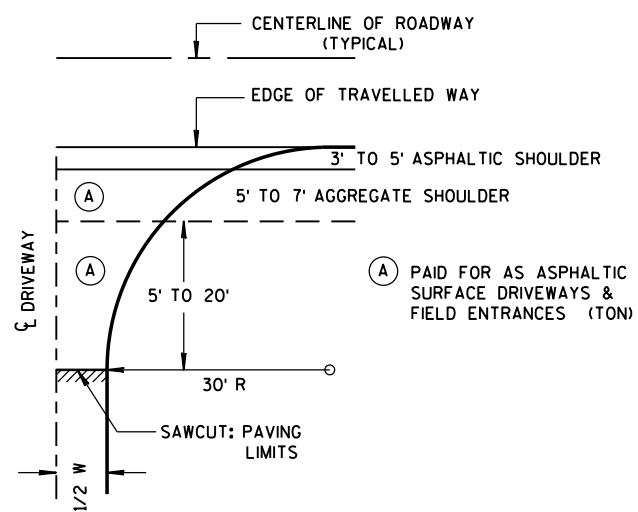 CENTERLINE OF ROADWAY
(TYPICAL)
EDGE OF TRAVELLED WAY
3' TO 5' ASPHALTIC SHOULDER
A
5' TO 7' AGGREGATE SHOULDER
A
5' TO 20'
A PAID FOR AS ASPHALTIC
SURFACE DRIVEWAYS &
FIELD ENTRANCES (TON)
℄ DRIVEWAY
30' R
SAWCUT: PAVING
LIMITS
1/2 W